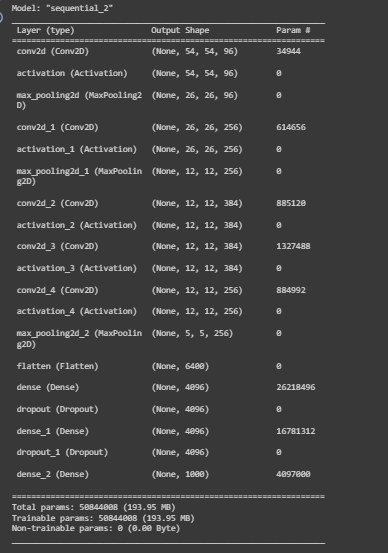 Model: "sequential_2"
Layer (type) Output Shape Param #
=================================================================
conv2d (Conv2D) (None, 54, 54, 96) 34944
activation (Activation) (None, 54, 54, 96) 0
max_pooling2d (MaxPooling2 (None, 26, 26, 96) 0
D)
conv2d_1 (Conv2D) (None, 26, 26, 256) 614656
activation_1 (Activation) (None, 26, 26, 256) 0
max_pooling2d_1 (MaxPoolin (None, 12, 12, 256) 0
g2D)
conv2d_2 (Conv2D) (None, 12, 12, 384) 885120
activation_2 (Activation) (None, 12, 12, 384) 0
conv2d_3 (Conv2D) (None, 12, 12, 384) 1327488
activation_3 (Activation) (None, 12, 12, 384) 0
conv2d_4 (Conv2D) (None, 12, 12, 256) 884992
activation_4 (Activation) (None, 12, 12, 256) 0
max_pooling2d_2 (MaxPoolin (None, 5, 5, 256) 0
g2D)
flatten (Flatten) (None, 6400) 0
dense (Dense) (None, 4096) 26218496
dropout (Dropout) (None, 4096) 0
dense_1 (Dense) (None, 4096) 16781312
dropout_1 (Dropout) (None, 4096) 0
dense_2 (Dense) (None, 1000) 4097000
=================================================================
Total params: 50844008 (193.95 MB)
Trainable params: 50844008 (193.95 MB)
Non-trainable params: 0 (0.00 Byte)